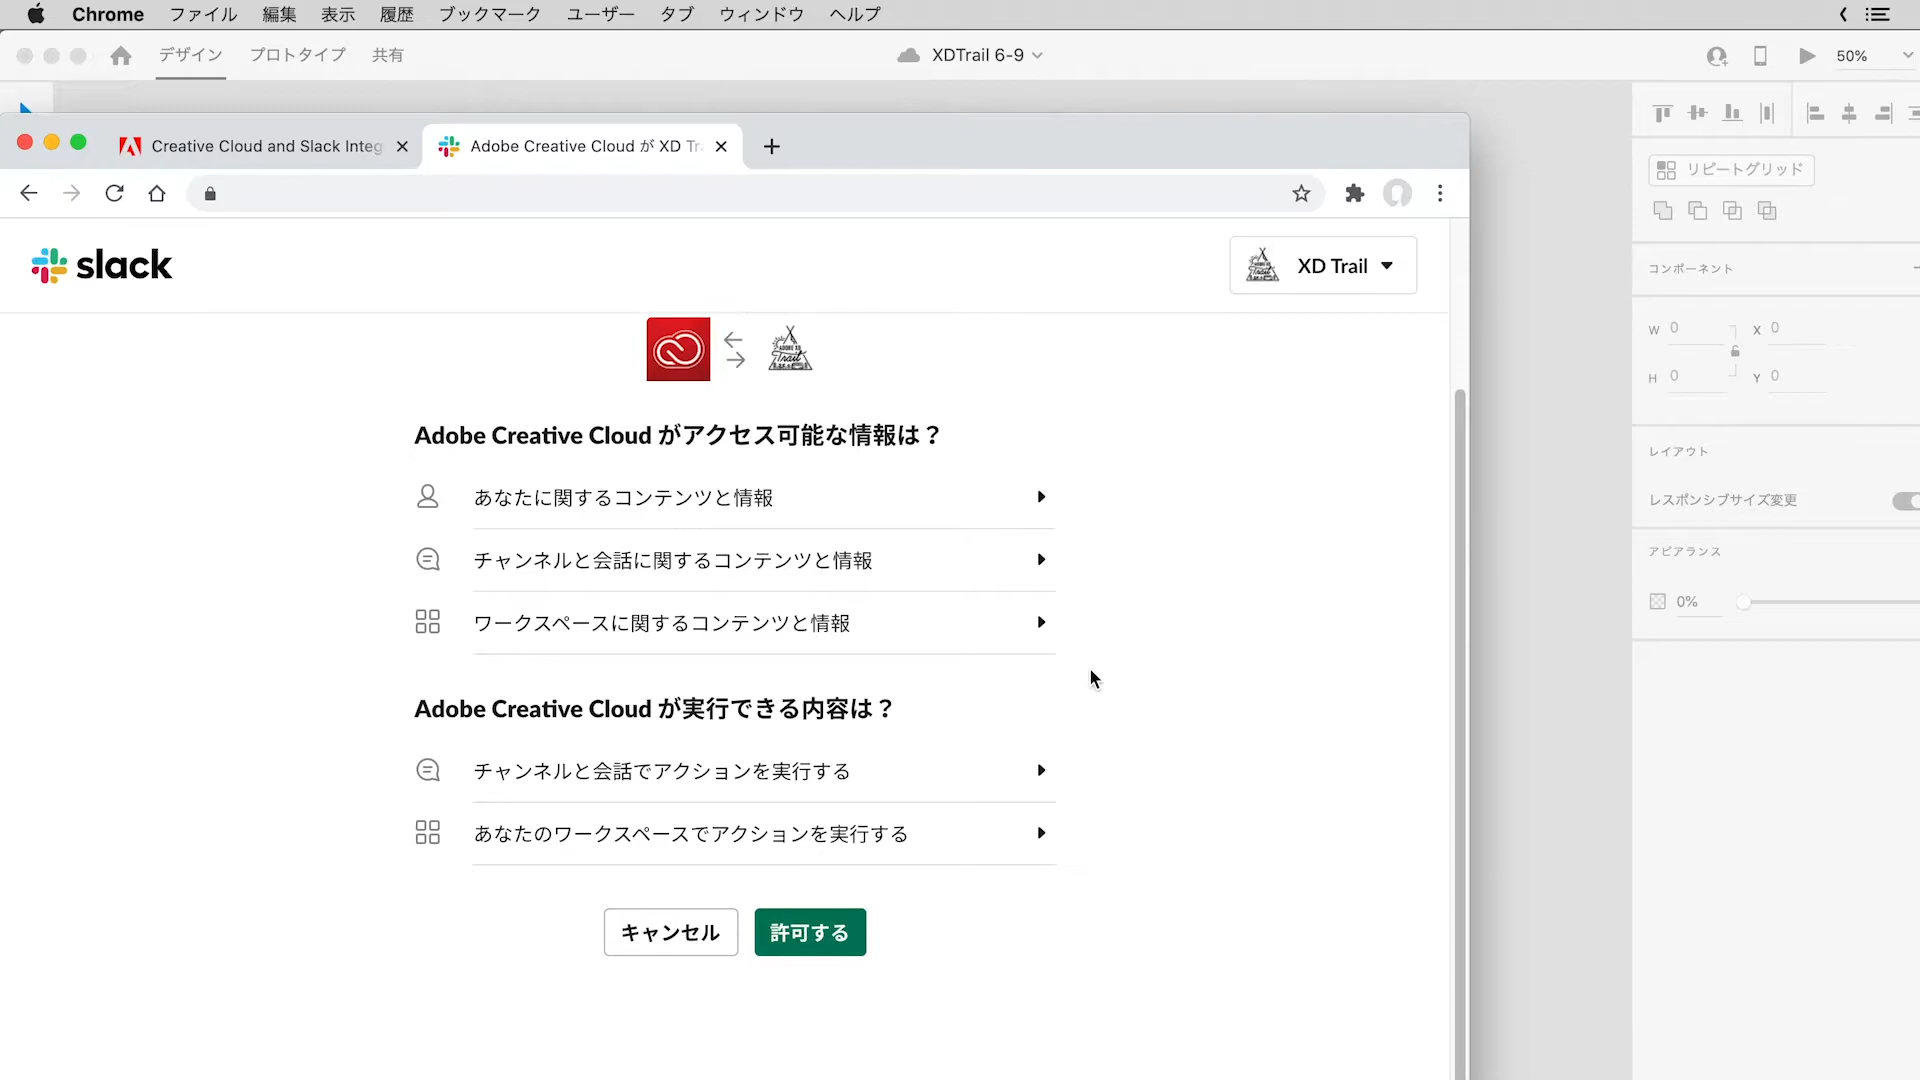 Chrome ファイル 編集 表示 履歴 ブックマーク ユーザー タブ ウィンドウ ヘルプ
デザイン プロトタイプ 共有 XDTrail 6-9 50%
Creative Cloud and Slack Integ Adobe Creative Cloud が XD Tr
リピートグリッド
slack XD Trail
コンポーネント
W 0 X 0
H 0 Y 0
Adobe Creative Cloud がアクセス可能な情報は？
レイアウト
あなたに関するコンテンツと情報
レスポンシブサイズ変更
チャンネルと会話に関するコンテンツと情報
アピアランス
0%
ワークスペースに関するコンテンツと情報
Adobe Creative Cloud が実行できる内容は？
チャンネルと会話でアクションを実行する
あなたのワークスペースでアクションを実行する
キャンセル 許可する